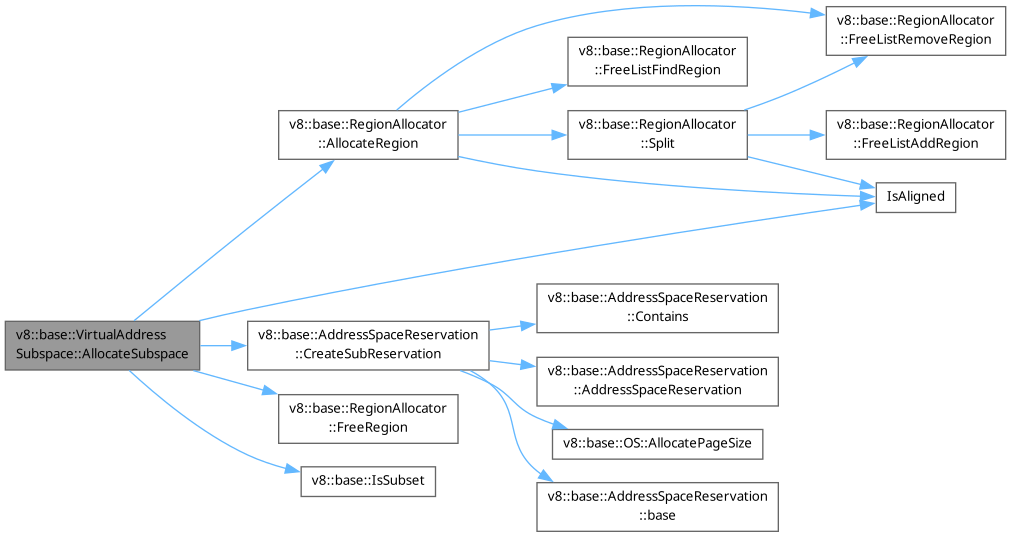 v8::base::RegionAllocator
::FreeListRemoveRegion
v8::base::RegionAllocator
::FreeListFindRegion
v8::base::RegionAllocator
::AllocateRegion
v8::base::RegionAllocator
::Split
v8::base::RegionAllocator
::FreeListAddRegion
IsAligned
v8::base::VirtualAddress
Subspace::AllocateSubspace
v8::base::AddressSpaceReservation
::CreateSubReservation
v8::base::AddressSpaceReservation
::Contains
v8::base::AddressSpaceReservation
::AddressSpaceReservation
v8::base::RegionAllocator
::FreeRegion
v8::base::OS::AllocatePageSize
v8::base::IsSubset
v8::base::AddressSpaceReservation
::base